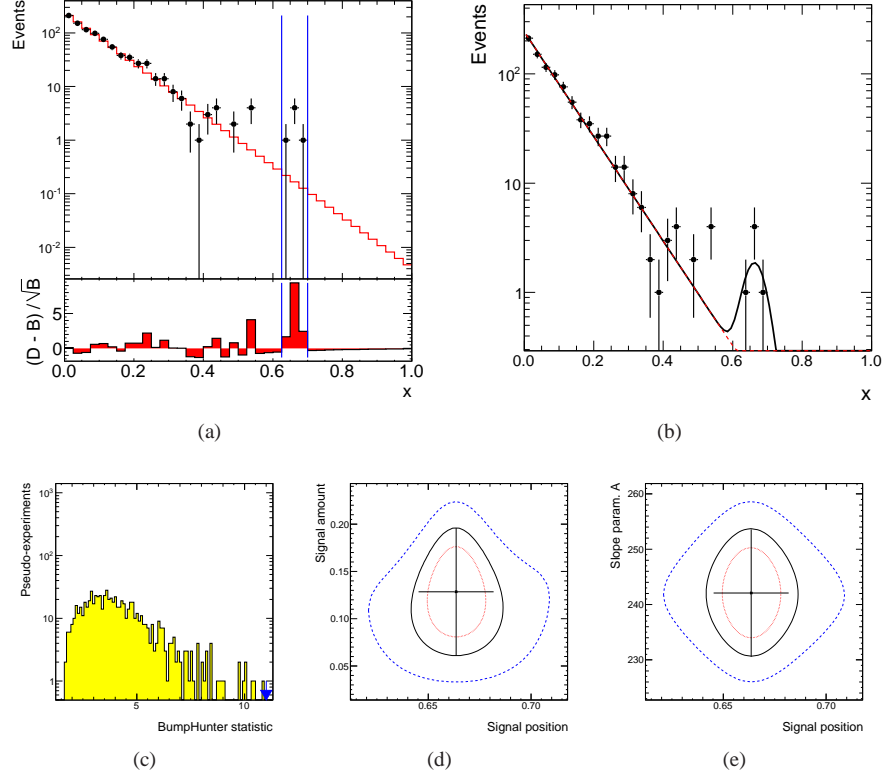 Events
10²
10
1
10⁻¹
10⁻²
(D - B) / √B
5
0
0.0 0.2 0.4 0.6 0.8 1.0
x
(a)
Events
10²
10
1
0.0 0.2 0.4 0.6 0.8 1.0
x
(b)
Pseudo-experiments
10³
10²
10
1
5 10
BumpHunter statistic
(c)
Signal amount
0.20
0.15
0.10
0.05
0.65 0.70
Signal position
(d)
Slope param. A
260
250
240
230
0.65 0.70
Signal position
(e)